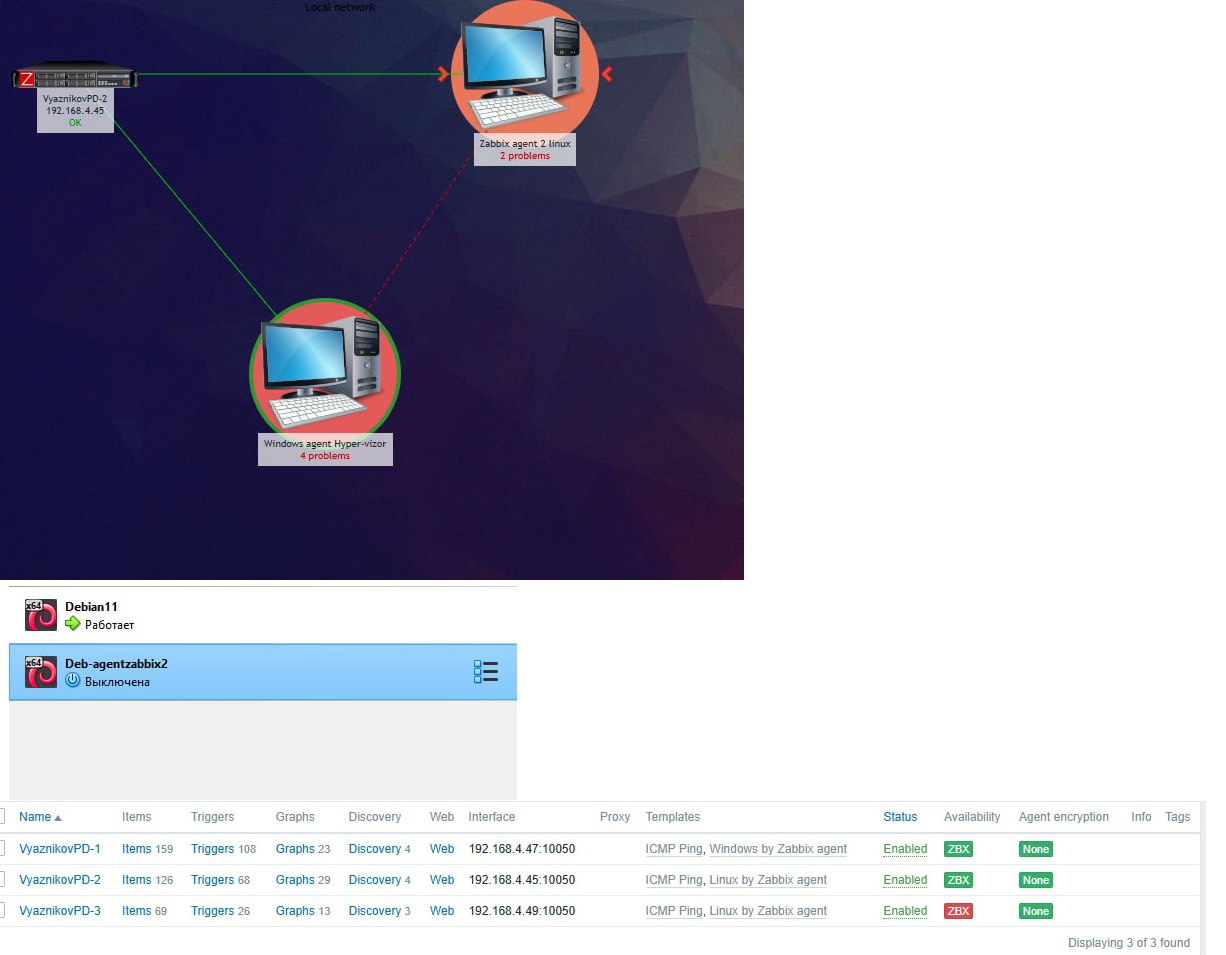 Local network
Z
VyaznikovPD-2
192.168.4.45
OK
Zabbix agent 2 linux
2 problems
Windows agent Hyper-vizor
4 problems
x64 Debian11
Работает
x64 Deb-agentzabbix2
Выключена
Name Items Triggers Graphs Discovery Web Interface Proxy Templates Status Availability Agent encryption Info Tags
VyaznikovPD-1 Items 159 Triggers 108 Graphs 23 Discovery 4 Web 192.168.4.47:10050 ICMP Ping, Windows by Zabbix agent Enabled ZBX None
VyaznikovPD-2 Items 126 Triggers 68 Graphs 29 Discovery 4 Web 192.168.4.45:10050 ICMP Ping, Linux by Zabbix agent Enabled ZBX None
VyaznikovPD-3 Items 69 Triggers 26 Graphs 13 Discovery 3 Web 192.168.4.49:10050 ICMP Ping, Linux by Zabbix agent Enabled ZBX None
Displaying 3 of 3 found